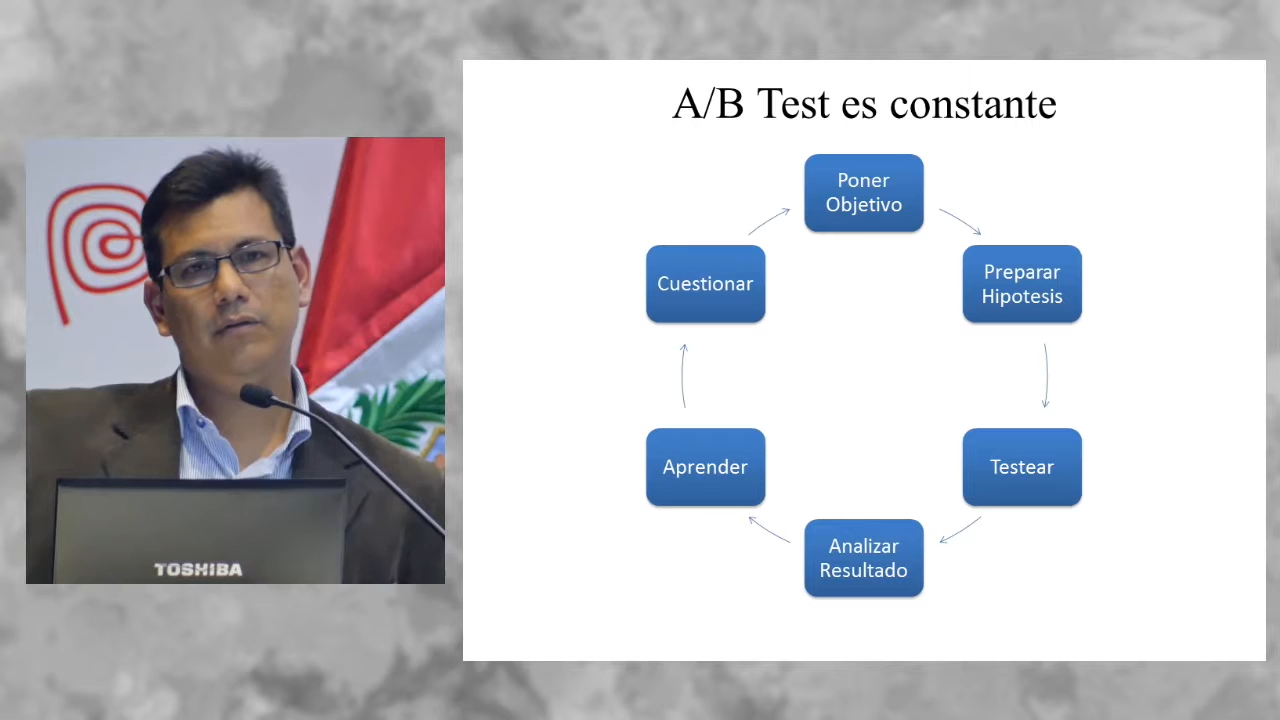 A/B Test es constante
Poner
Objetivo
Preparar
Hipotesis
Testear
Analizar
Resultado
Aprender
Cuestionar
TOSHIBA